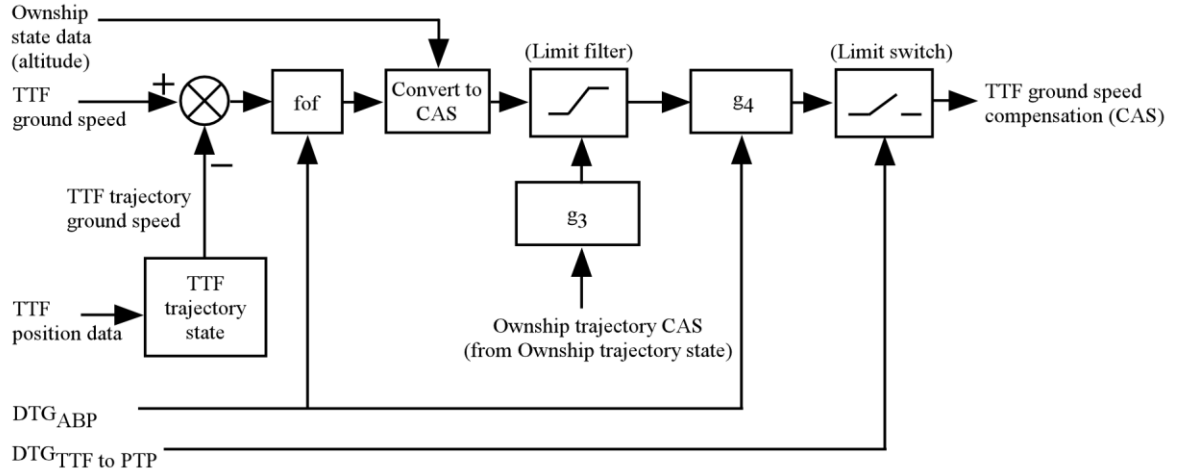 Ownship
state data
(altitude)
(Limit filter)
(Limit switch)
+
TTF
ground speed
fof
Convert to
CAS
g4
TTF ground speed
compensation (CAS)
−
TTF trajectory
ground speed
g3
TTF
trajectory
state
TTF
position data
Ownship trajectory CAS
(from Ownship trajectory state)
DTGABP
DTGTTF to PTP